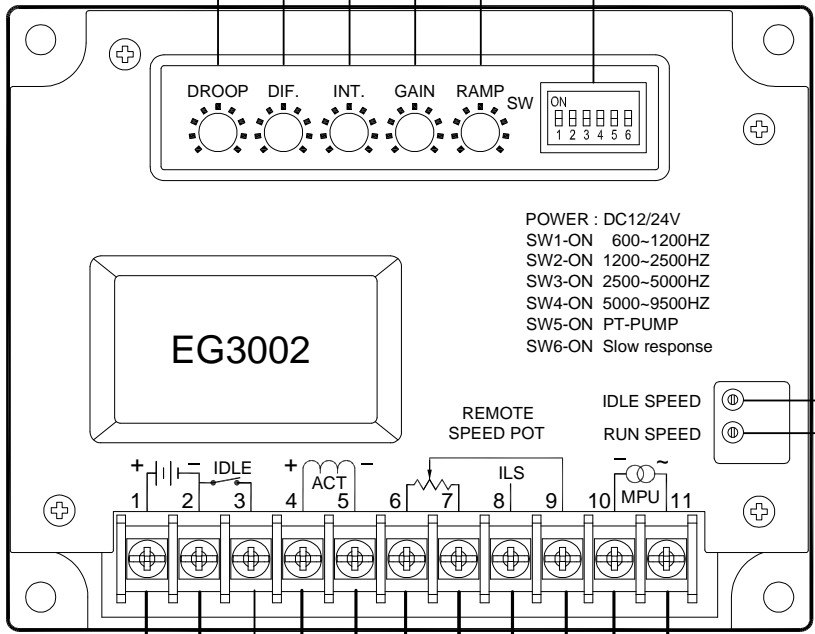 DROOP DIF. INT. GAIN RAMP SW ON
1 2 3 4 5 6
POWER : DC12/24V
SW1-ON 600~1200HZ
SW2-ON 1200~2500HZ
SW3-ON 2500~5000HZ
SW4-ON 5000~9500HZ
SW5-ON PT-PUMP
SW6-ON Slow response
EG3002
IDLE SPEED
RUN SPEED
REMOTE
SPEED POT
+ − IDLE + − ACT ILS − ~ MPU
1 2 3 4 5 6 7 8 9 10 11